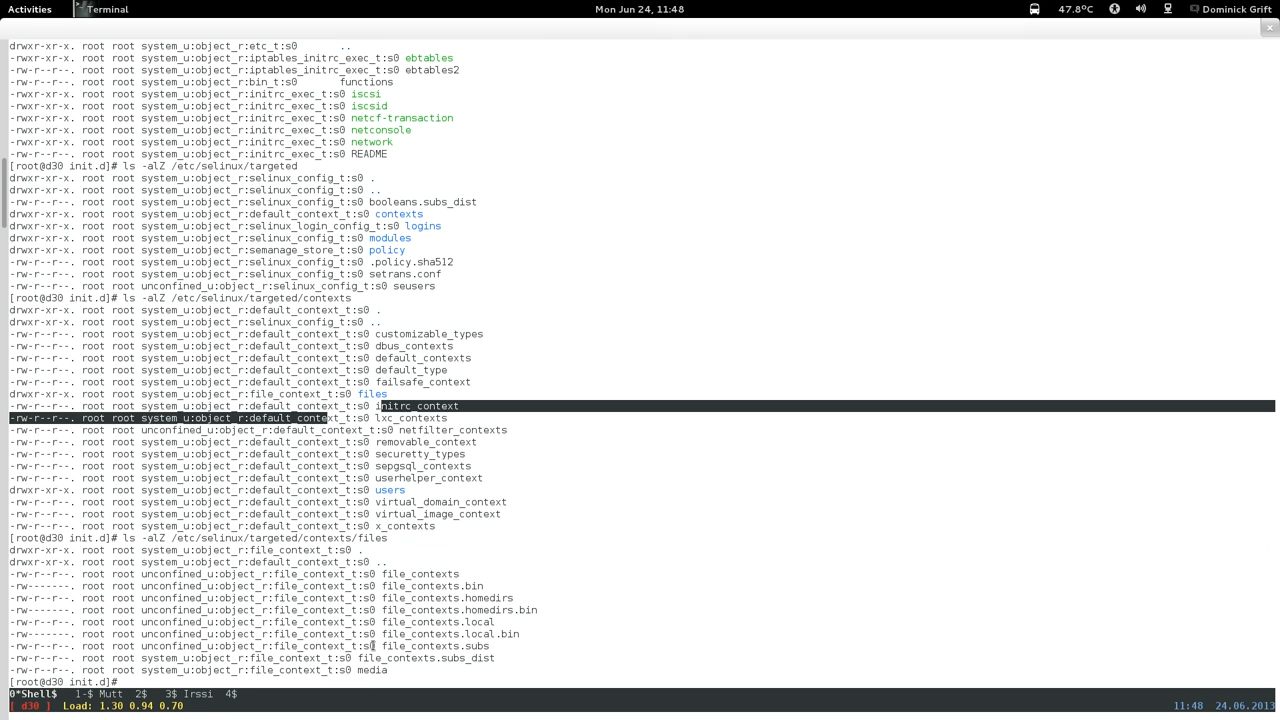 Activities Terminal Mon Jun 24, 11:48 47.8°C Dominick Grift
drwxr-xr-x. root root system_u:object_r:etc_t:s0 ..
-rwxr-xr-x. root root system_u:object_r:iptables_initrc_exec_t:s0 ebtables
-rw-r--r--. root root system_u:object_r:iptables_initrc_exec_t:s0 ebtables2
-rw-r--r--. root root system_u:object_r:bin_t:s0 functions
-rwxr-xr-x. root root system_u:object_r:initrc_exec_t:s0 iscsi
-rwxr-xr-x. root root system_u:object_r:initrc_exec_t:s0 iscsid
-rwxr-xr-x. root root system_u:object_r:initrc_exec_t:s0 netcf-transaction
-rwxr-xr-x. root root system_u:object_r:initrc_exec_t:s0 netconsole
-rwxr-xr-x. root root system_u:object_r:initrc_exec_t:s0 network
-rw-r--r--. root root system_u:object_r:initrc_exec_t:s0 README
[root@d30 init.d]# ls -alZ /etc/selinux/targeted
drwxr-xr-x. root root system_u:object_r:selinux_config_t:s0 .
drwxr-xr-x. root root system_u:object_r:selinux_config_t:s0 ..
-rw-r--r--. root root system_u:object_r:selinux_config_t:s0 booleans.subs_dist
drwxr-xr-x. root root system_u:object_r:default_context_t:s0 contexts
drwxr-xr-x. root root system_u:object_r:selinux_login_config_t:s0 logins
drwxr-xr-x. root root system_u:object_r:selinux_config_t:s0 modules
drwxr-xr-x. root root system_u:object_r:semanage_store_t:s0 policy
-rw-r--r--. root root system_u:object_r:selinux_config_t:s0 .policy.sha512
-rw-r--r--. root root system_u:object_r:selinux_config_t:s0 setrans.conf
-rw-r--r--. root root unconfined_u:object_r:selinux_config_t:s0 seusers
[root@d30 init.d]# ls -alZ /etc/selinux/targeted/contexts
drwxr-xr-x. root root system_u:object_r:default_context_t:s0 .
drwxr-xr-x. root root system_u:object_r:selinux_config_t:s0 ..
-rw-r--r--. root root system_u:object_r:default_context_t:s0 customizable_types
-rw-r--r--. root root system_u:object_r:default_context_t:s0 dbus_contexts
-rw-r--r--. root root system_u:object_r:default_context_t:s0 default_contexts
-rw-r--r--. root root system_u:object_r:default_context_t:s0 default_type
-rw-r--r--. root root system_u:object_r:default_context_t:s0 failsafe_context
drwxr-xr-x. root root system_u:object_r:file_context_t:s0 files
-rw-r--r--. root root system_u:object_r:default_context_t:s0 initrc_context
-rw-r--r--. root root system_u:object_r:default_context_t:s0 lxc_contexts
-rw-r--r--. root root unconfined_u:object_r:default_context_t:s0 netfilter_contexts
-rw-r--r--. root root system_u:object_r:default_context_t:s0 removable_context
-rw-r--r--. root root system_u:object_r:default_context_t:s0 securetty_types
-rw-r--r--. root root system_u:object_r:default_context_t:s0 sepgsql_contexts
-rw-r--r--. root root system_u:object_r:default_context_t:s0 userhelper_context
drwxr-xr-x. root root system_u:object_r:default_context_t:s0 users
-rw-r--r--. root root system_u:object_r:default_context_t:s0 virtual_domain_context
-rw-r--r--. root root system_u:object_r:default_context_t:s0 virtual_image_context
-rw-r--r--. root root system_u:object_r:default_context_t:s0 x_contexts
[root@d30 init.d]# ls -alZ /etc/selinux/targeted/contexts/files
drwxr-xr-x. root root system_u:object_r:file_context_t:s0 .
drwxr-xr-x. root root system_u:object_r:default_context_t:s0 ..
-rw-r--r--. root root unconfined_u:object_r:file_context_t:s0 file_contexts
-rw-------. root root unconfined_u:object_r:file_context_t:s0 file_contexts.bin
-rw-r--r--. root root unconfined_u:object_r:file_context_t:s0 file_contexts.homedirs
-rw-------. root root unconfined_u:object_r:file_context_t:s0 file_contexts.homedirs.bin
-rw-r--r--. root root unconfined_u:object_r:file_context_t:s0 file_contexts.local
-rw-------. root root unconfined_u:object_r:file_context_t:s0 file_contexts.local.bin
-rw-r--r--. root root unconfined_u:object_r:file_context_t:s0 file_contexts.subs
-rw-r--r--. root root system_u:object_r:file_context_t:s0 file_contexts.subs_dist
-rw-r--r--. root root system_u:object_r:file_context_t:s0 media
[root@d30 init.d]#
0*Shell$ 1-$ Mutt 2$ 3$ Irssi 4$
[ d30 ] Load: 1.30 0.94 0.70 11:48 24.06.2013